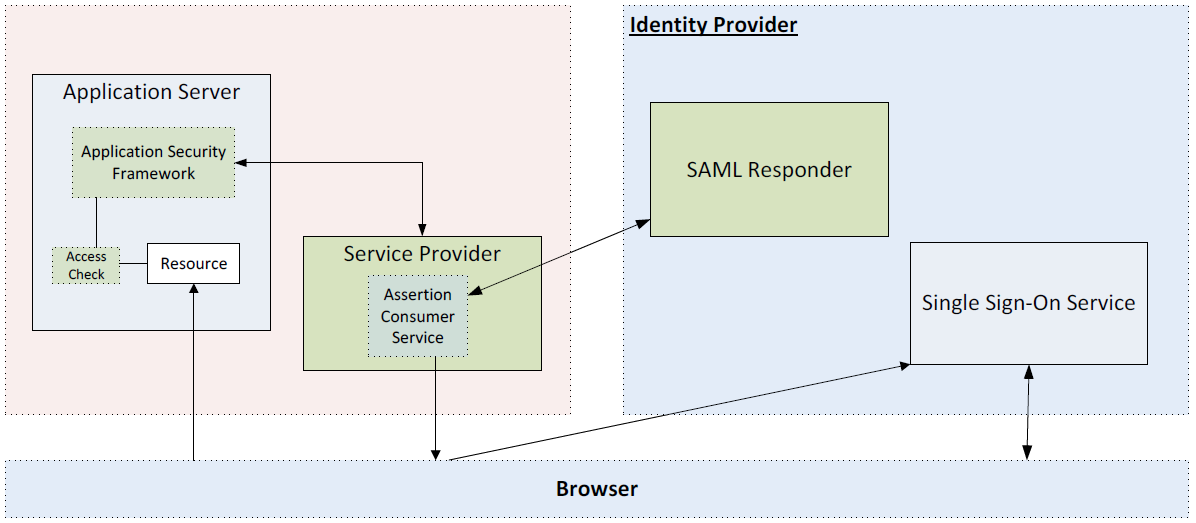 Identity Provider
Application Server
Application Security
Framework
Access
Check
Resource
Service Provider
Assertion
Consumer
Service
SAML Responder
Single Sign-On Service
Browser